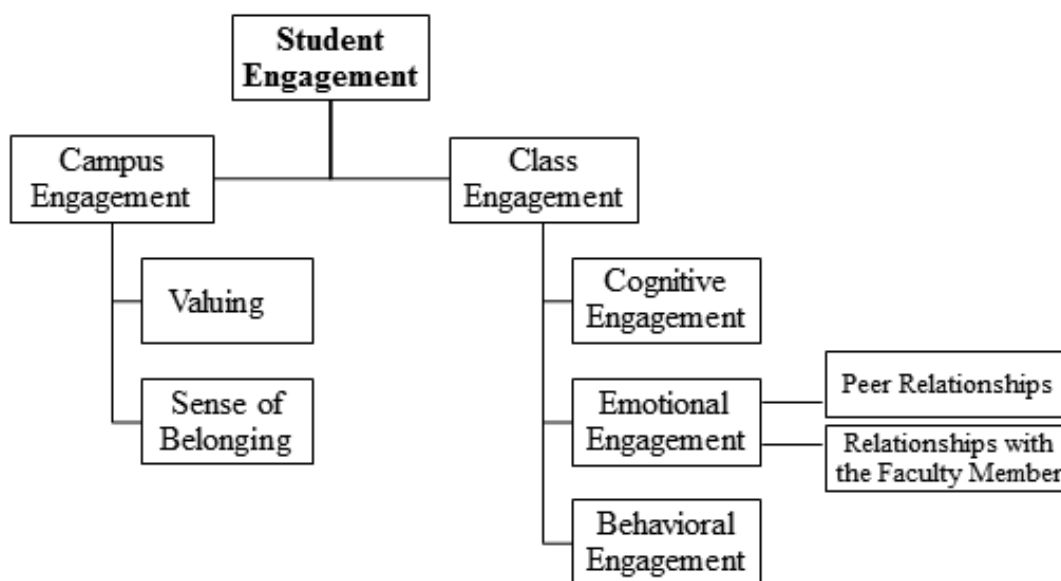 Student
Engagement
Campus
Engagement
Class
Engagement
Valuing
Sense of
Belonging
Cognitive
Engagement
Emotional
Engagement
Peer Relationships
Relationships with
the Faculty Member
Behavioral
Engagement